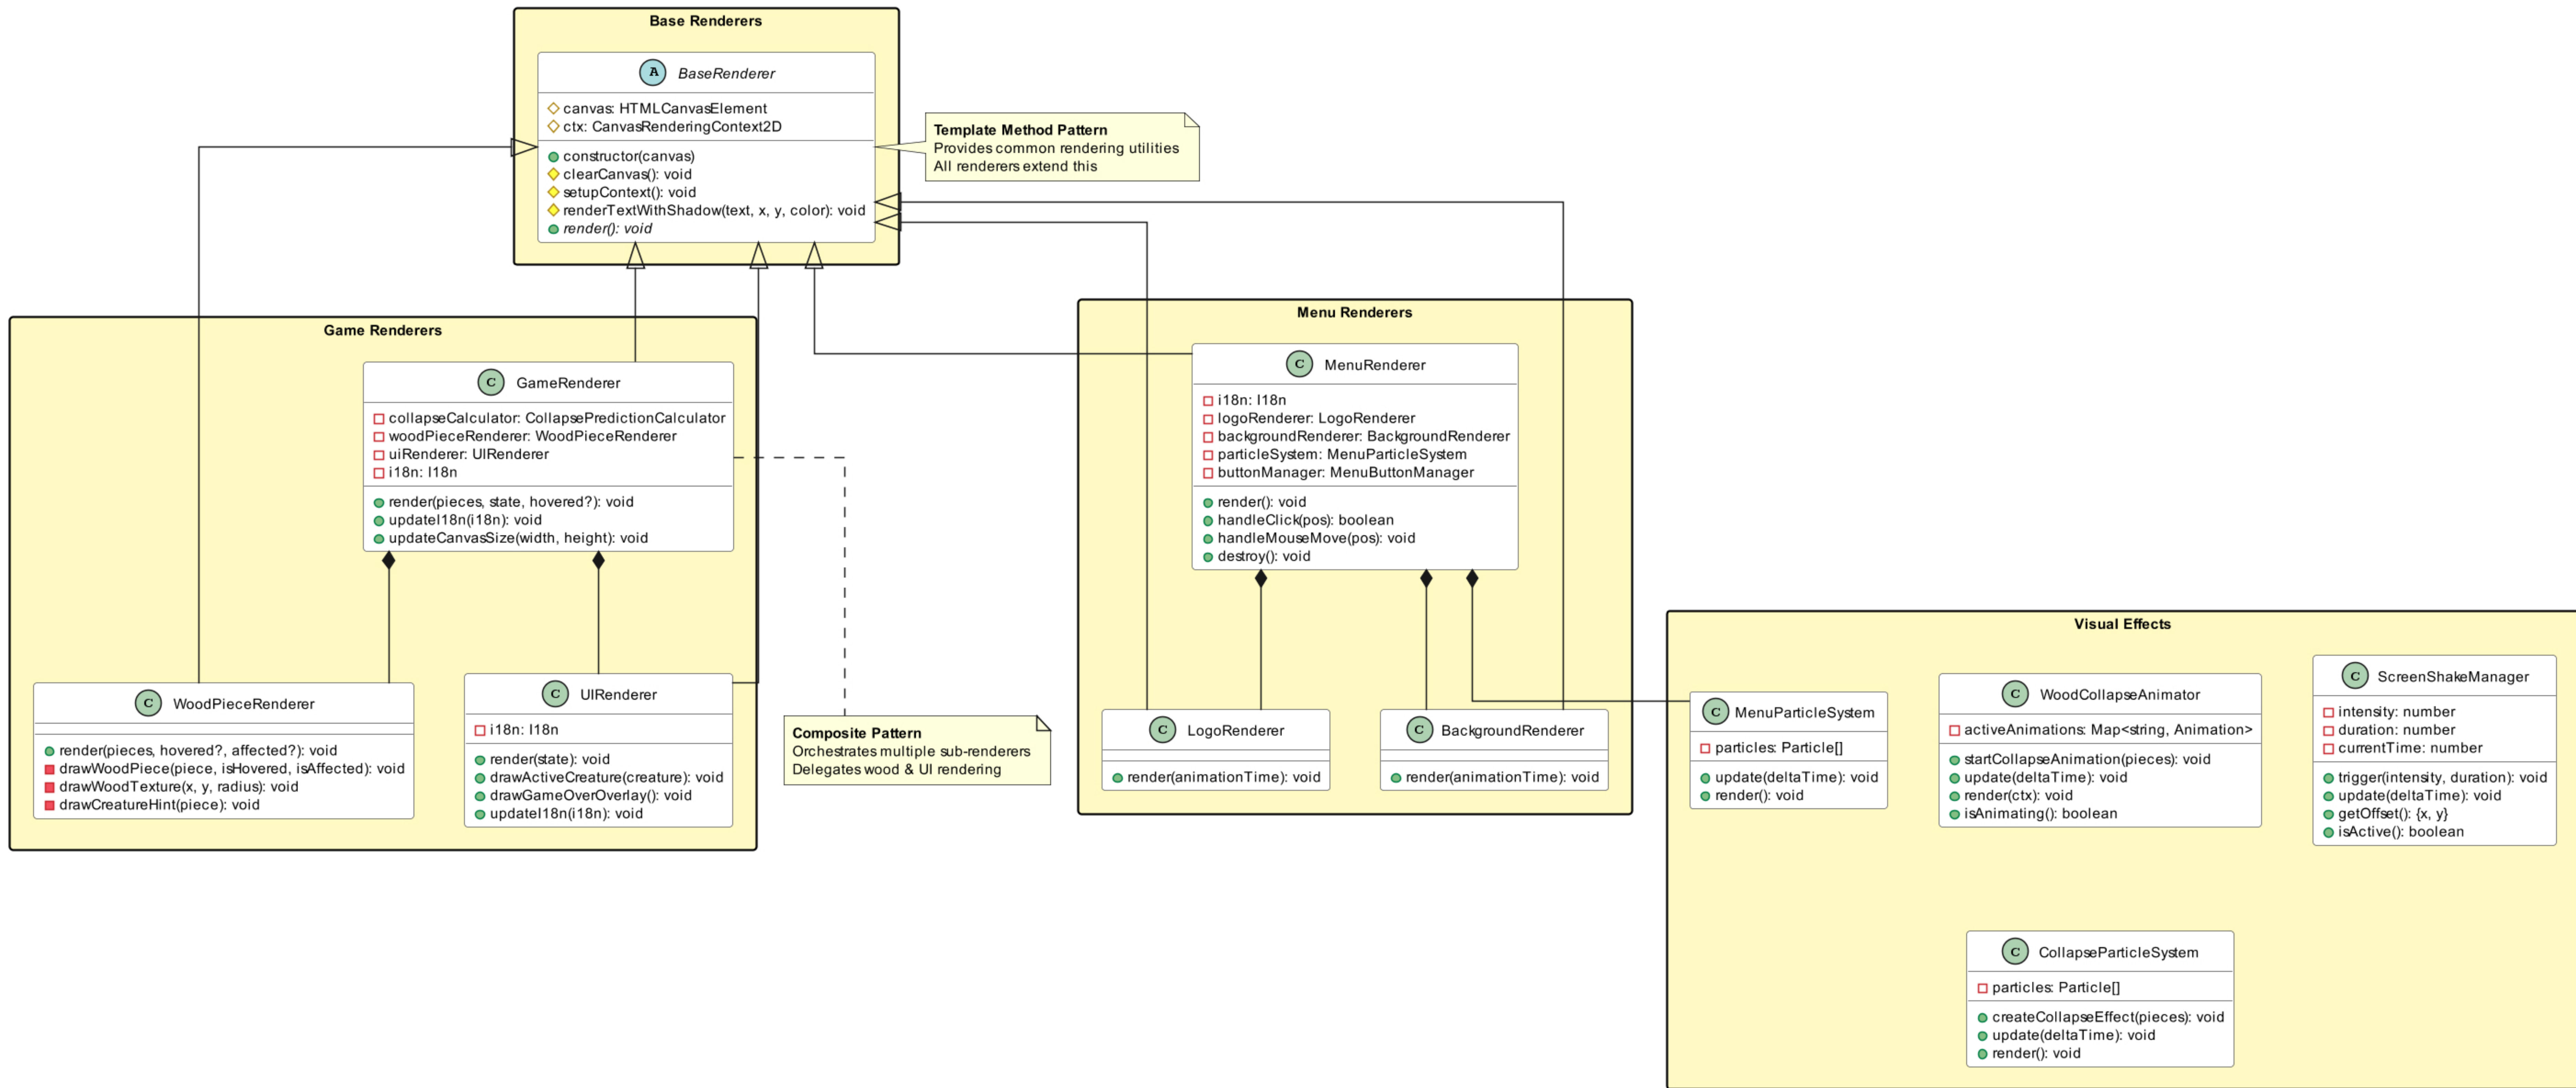 Base Renderers
A BaseRenderer
canvas: HTMLCanvasElement
ctx: CanvasRenderingContext2D
constructor(canvas)
clearCanvas(): void
setupContext(): void
renderTextWithShadow(text, x, y, color): void
render(): void
Template Method Pattern
Provides common rendering utilities
All renderers extend this
Game Renderers
C GameRenderer
collapseCalculator: CollapsePredictionCalculator
woodPieceRenderer: WoodPieceRenderer
uiRenderer: UIRenderer
i18n: I18n
render(pieces, state, hovered?): void
updateI18n(i18n): void
updateCanvasSize(width, height): void
C WoodPieceRenderer
render(pieces, hovered?, affected?): void
drawWoodPiece(piece, isHovered, isAffected): void
drawWoodTexture(x, y, radius): void
drawCreatureHint(piece): void
C UIRenderer
i18n: I18n
render(state): void
drawActiveCreature(creature): void
drawGameOverOverlay(): void
updateI18n(i18n): void
Composite Pattern
Orchestrates multiple sub-renderers
Delegates wood & UI rendering
Menu Renderers
C MenuRenderer
i18n: I18n
logoRenderer: LogoRenderer
backgroundRenderer: BackgroundRenderer
particleSystem: MenuParticleSystem
buttonManager: MenuButtonManager
render(): void
handleClick(pos): boolean
handleMouseMove(pos): void
destroy(): void
C LogoRenderer
render(animationTime): void
C BackgroundRenderer
render(animationTime): void
Visual Effects
C MenuParticleSystem
particles: Particle[]
update(deltaTime): void
render(): void
C WoodCollapseAnimator
activeAnimations: Map<string, Animation>
startCollapseAnimation(pieces): void
update(deltaTime): void
render(ctx): void
isAnimating(): boolean
C ScreenShakeManager
intensity: number
duration: number
currentTime: number
trigger(intensity, duration): void
update(deltaTime): void
getOffset(): {x, y}
isActive(): boolean
C CollapseParticleSystem
particles: Particle[]
createCollapseEffect(pieces): void
update(deltaTime): void
render(): void